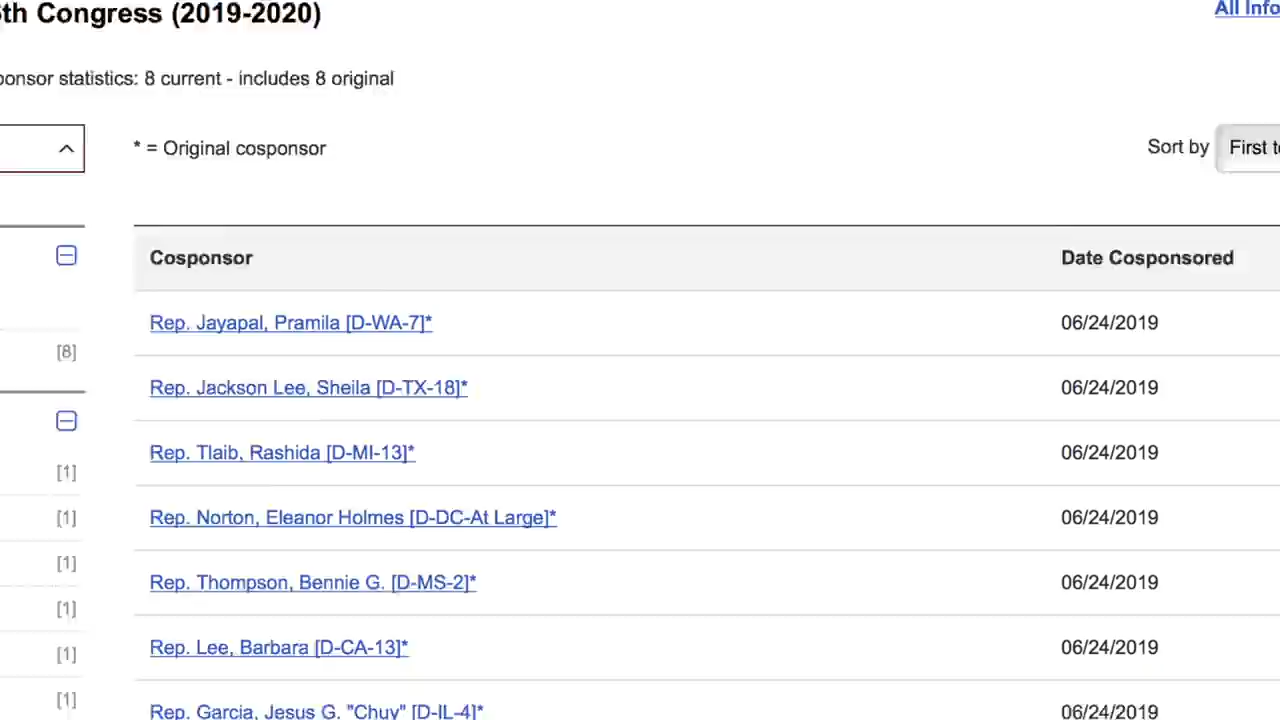 6th Congress (2019-2020)
All Info
ponsor statistics: 8 current - includes 8 original
* = Original cosponsor
Sort by First to
Cosponsor Date Cosponsored
Rep. Jayapal, Pramila [D-WA-7]* 06/24/2019
[8]
Rep. Jackson Lee, Sheila [D-TX-18]* 06/24/2019
Rep. Tlaib, Rashida [D-MI-13]* 06/24/2019
[1]
Rep. Norton, Eleanor Holmes [D-DC-At Large]* 06/24/2019
[1]
[1]
Rep. Thompson, Bennie G. [D-MS-2]* 06/24/2019
[1]
Rep. Lee, Barbara [D-CA-13]* 06/24/2019
[1]
[1]
Rep. Garcia, Jesus G. "Chuy" [D-IL-4]* 06/24/2019